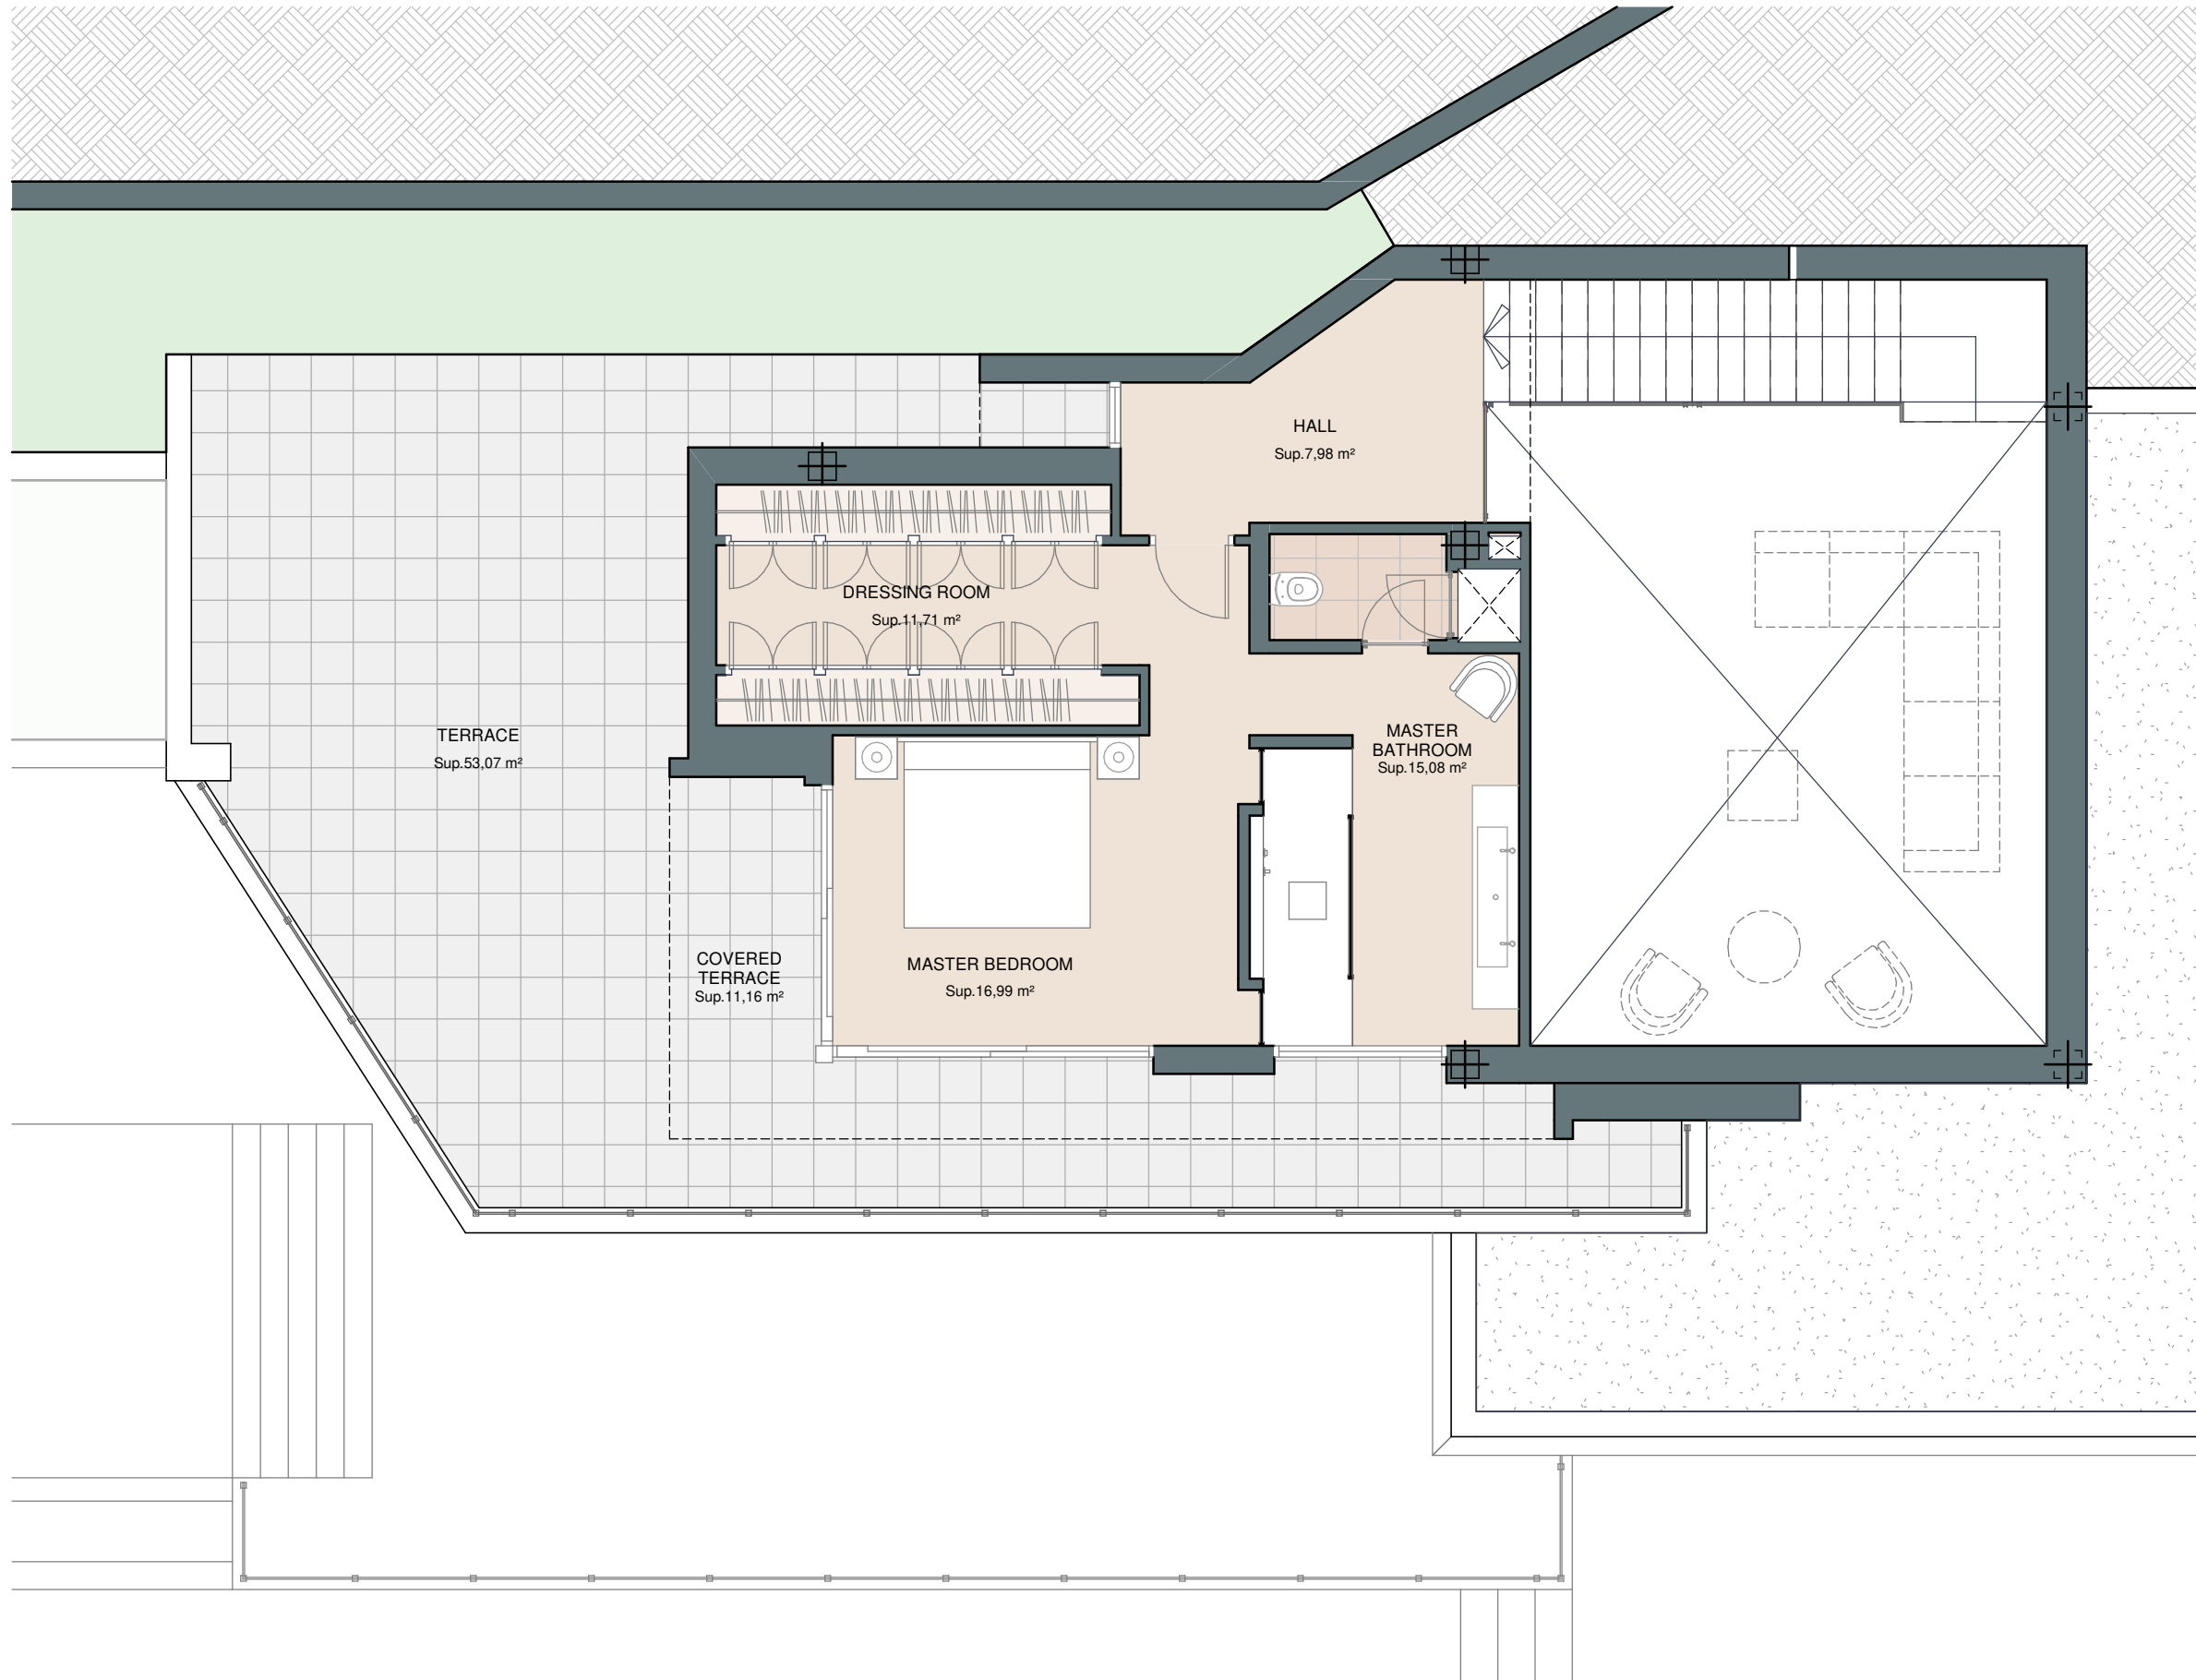 HALL
Sup.7,98 m²
DRESSING ROOM
Sup.11,71 m²
TERRACE
Sup.53,07 m²
MASTER
BATHROOM
Sup.15,08 m²
COVERED
TERRACE
Sup.11,16 m²
MASTER BEDROOM
Sup.16,99 m²